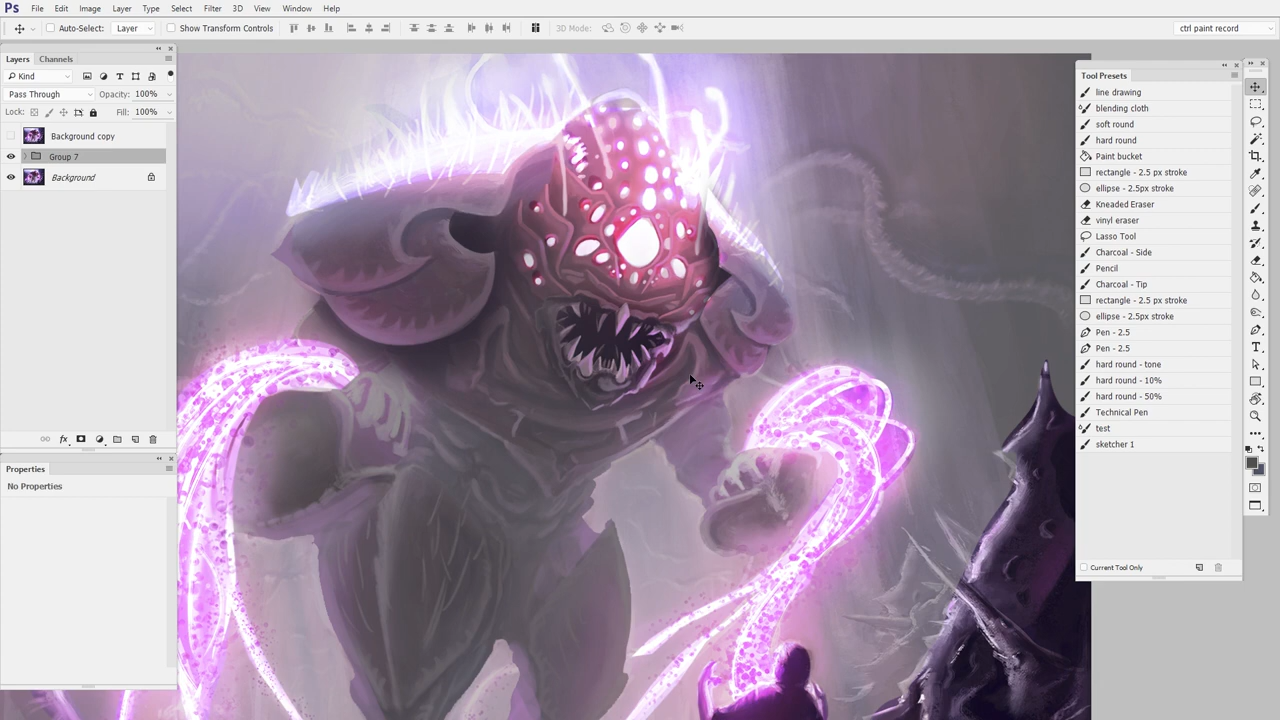 Ps File Edit Image Layer Type Select Filter 3D View Window Help
Auto-Select: Layer Show Transform Controls 3D Mode: ctrl paint record
Layers Channels
Kind
Pass Through Opacity: 100%
Lock: Fill: 100%
Background copy
Group 7
Background
fx
Properties
No Properties
Tool Presets
line drawing
blending cloth
soft round
hard round
Paint bucket
rectangle - 2.5 px stroke
ellipse - 2.5px stroke
Kneaded Eraser
vinyl eraser
Lasso Tool
Charcoal - Side
Pencil
Charcoal - Tip
rectangle - 2.5 px stroke
ellipse - 2.5px stroke
Pen - 2.5
Pen - 2.5
hard round - tone
hard round - 10%
hard round - 50%
Technical Pen
test
sketcher 1
Current Tool Only